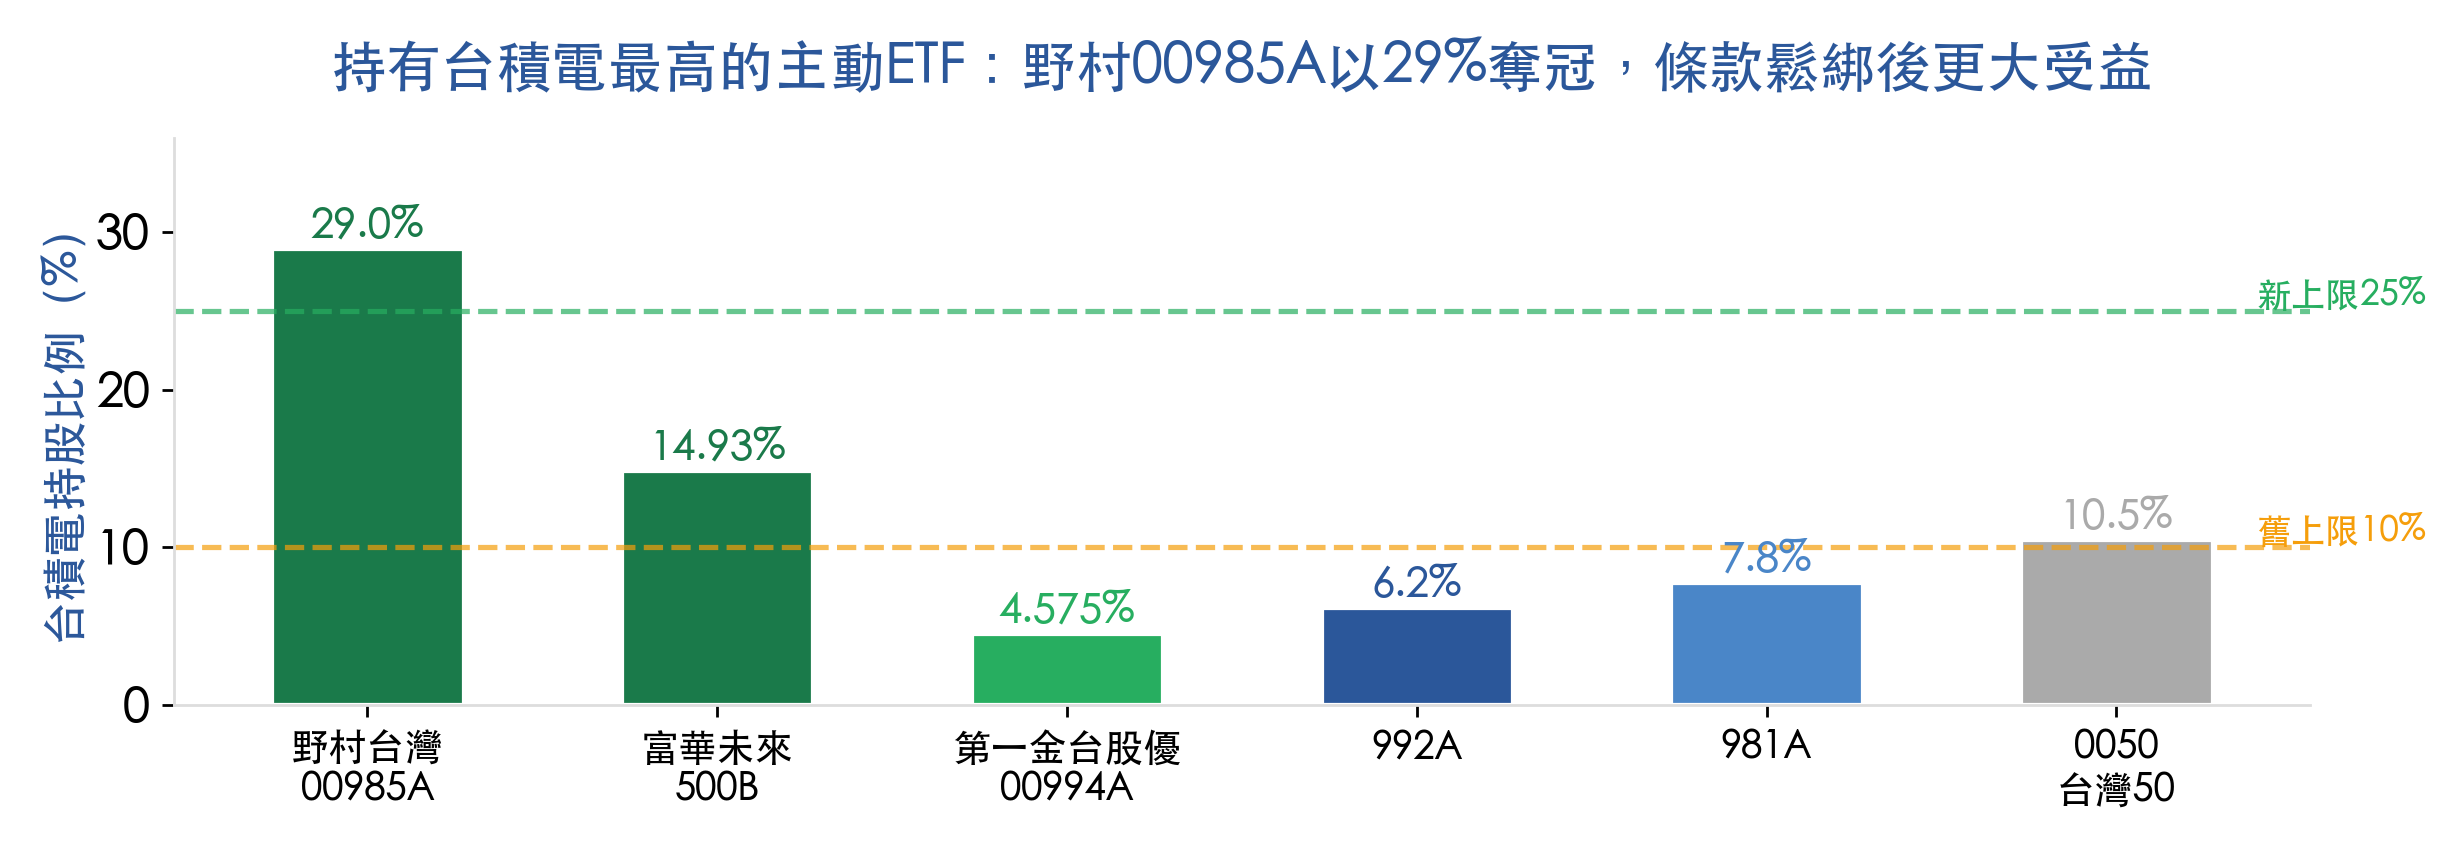 持有台積電最高的主動ETF：野村00985A以29%奪冠，條款鬆綁後更大受益
台積電持股比例（%）
30
20
10
0
29.0%
14.93%
4.575%
6.2%
7.8%
10.5%
新上限25%
舊上限10%
野村台灣
00985A
富華未來
500B
第一金台股優
00994A
992A
981A
0050
台灣50